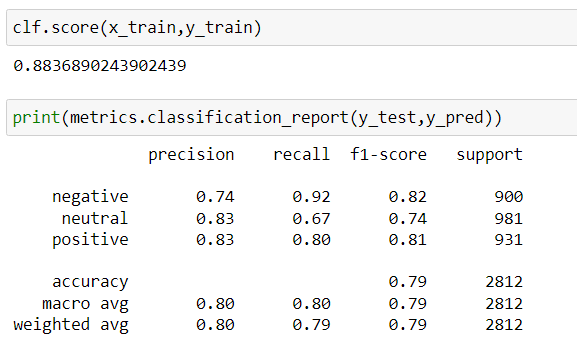 clf.score(x_train,y_train)
0.8836890243902439
print(metrics.classification_report(y_test,y_pred))
precision recall f1-score support
negative 0.74 0.92 0.82 900
neutral 0.83 0.67 0.74 981
positive 0.83 0.80 0.81 931
accuracy 0.79 2812
macro avg 0.80 0.80 0.79 2812
weighted avg 0.80 0.79 0.79 2812